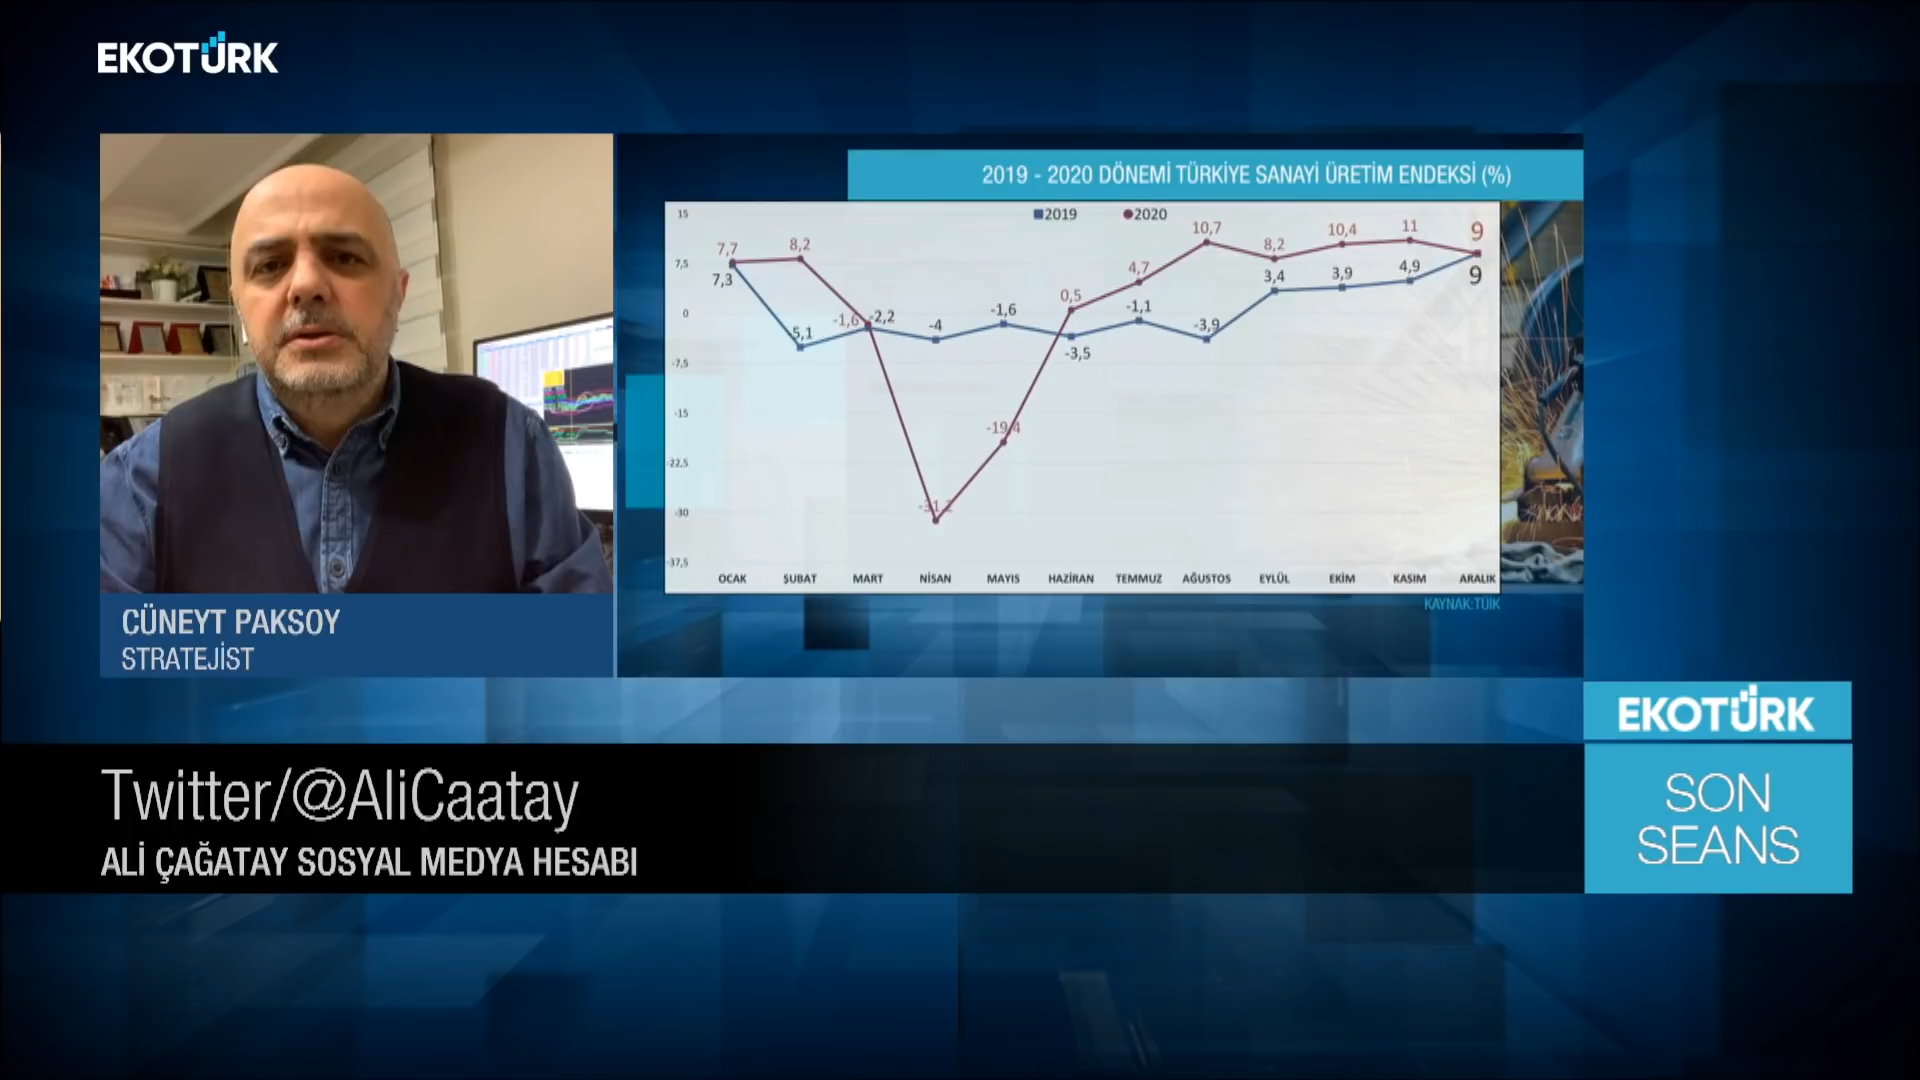 EKOTÜRK
2019 - 2020 DÖNEMİ TÜRKİYE SANAYİ ÜRETİM ENDEKSİ (%)
2019 2020
15
7,5
0
-7,5
-15
-22,5
-30
-37,5
7,7 8,2 -1,6 -31,2 -19,4 0,5 4,7 10,7 8,2 10,4 11 9
7,3 5,1 -2,2 -4 -1,6 -3,5 -1,1 -3,9 3,4 3,9 4,9 9
OCAK ŞUBAT MART NİSAN MAYIS HAZİRAN TEMMUZ AĞUSTOS EYLÜL EKİM KASIM ARALIK
KAYNAK:TÜİK
CÜNEYT PAKSOY
STRATEJİST
EKOTÜRK
SON
SEANS
Twitter/@AliCaatay
ALİ ÇAĞATAY SOSYAL MEDYA HESABI